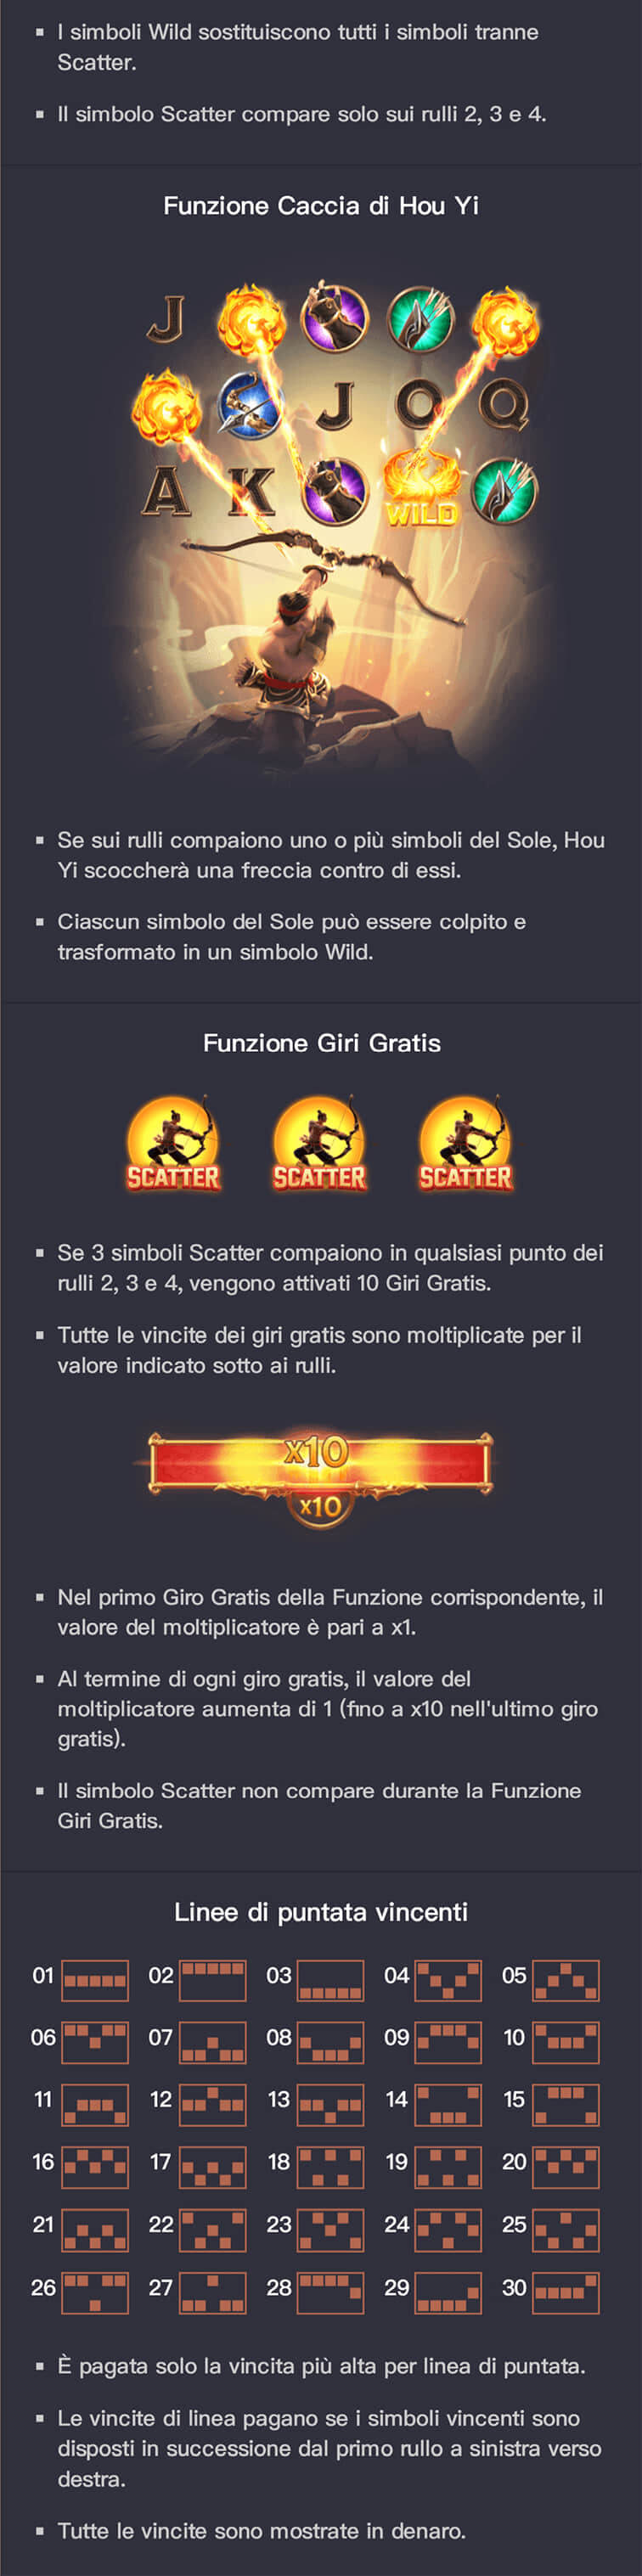 I simboli Wild sostituiscono tutti i simboli tranne
Scatter.
Il simbolo Scatter compare solo sui rulli 2, 3 e 4.
Funzione Caccia di Hou Yi
J
J Q Q
A K
WILD
Se sui rulli compaiono uno o più simboli del Sole, Hou
Yi scoccherà una freccia contro di essi.
Ciascun simbolo del Sole può essere colpito e
trasformato in un simbolo Wild.
Funzione Giri Gratis
SCATTER SCATTER SCATTER
Se 3 simboli Scatter compaiono in qualsiasi punto dei
rulli 2, 3 e 4, vengono attivati 10 Giri Gratis.
Tutte le vincite dei giri gratis sono moltiplicate per il
valore indicato sotto ai rulli.
x10
x10
Nel primo Giro Gratis della Funzione corrispondente, il
valore del moltiplicatore è pari a x1.
Al termine di ogni giro gratis, il valore del
moltiplicatore aumenta di 1 (fino a x10 nell'ultimo giro
gratis).
Il simbolo Scatter non compare durante la Funzione
Giri Gratis.
Linee di puntata vincenti
01 02 03 04 05
06 07 08 09 10
11 12 13 14 15
16 17 18 19 20
21 22 23 24 25
26 27 28 29 30
È pagata solo la vincita più alta per linea di puntata.
Le vincite di linea pagano se i simboli vincenti sono
disposti in successione dal primo rullo a sinistra verso
destra.
Tutte le vincite sono mostrate in denaro.